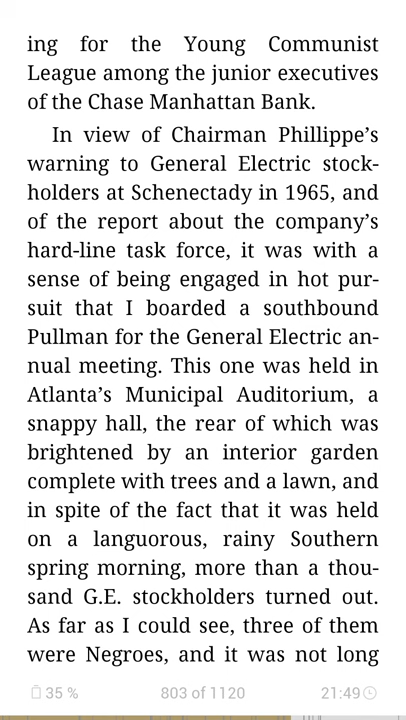 ing for the Young Communist
League among the junior executives
of the Chase Manhattan Bank.
In view of Chairman Phillippe's
warning to General Electric stock-
holders at Schenectady in 1965, and
of the report about the company's
hard-line task force, it was with a
sense of being engaged in hot pur-
suit that I boarded a southbound
Pullman for the General Electric an-
nual meeting. This one was held in
Atlanta's Municipal Auditorium, a
snappy hall, the rear of which was
brightened by an interior garden
complete with trees and a lawn, and
in spite of the fact that it was held
on a languorous, rainy Southern
spring morning, more than a thou-
sand G.E. stockholders turned out.
As far as I could see, three of them
were Negroes, and it was not long
35 % 803 of 1120 21:49